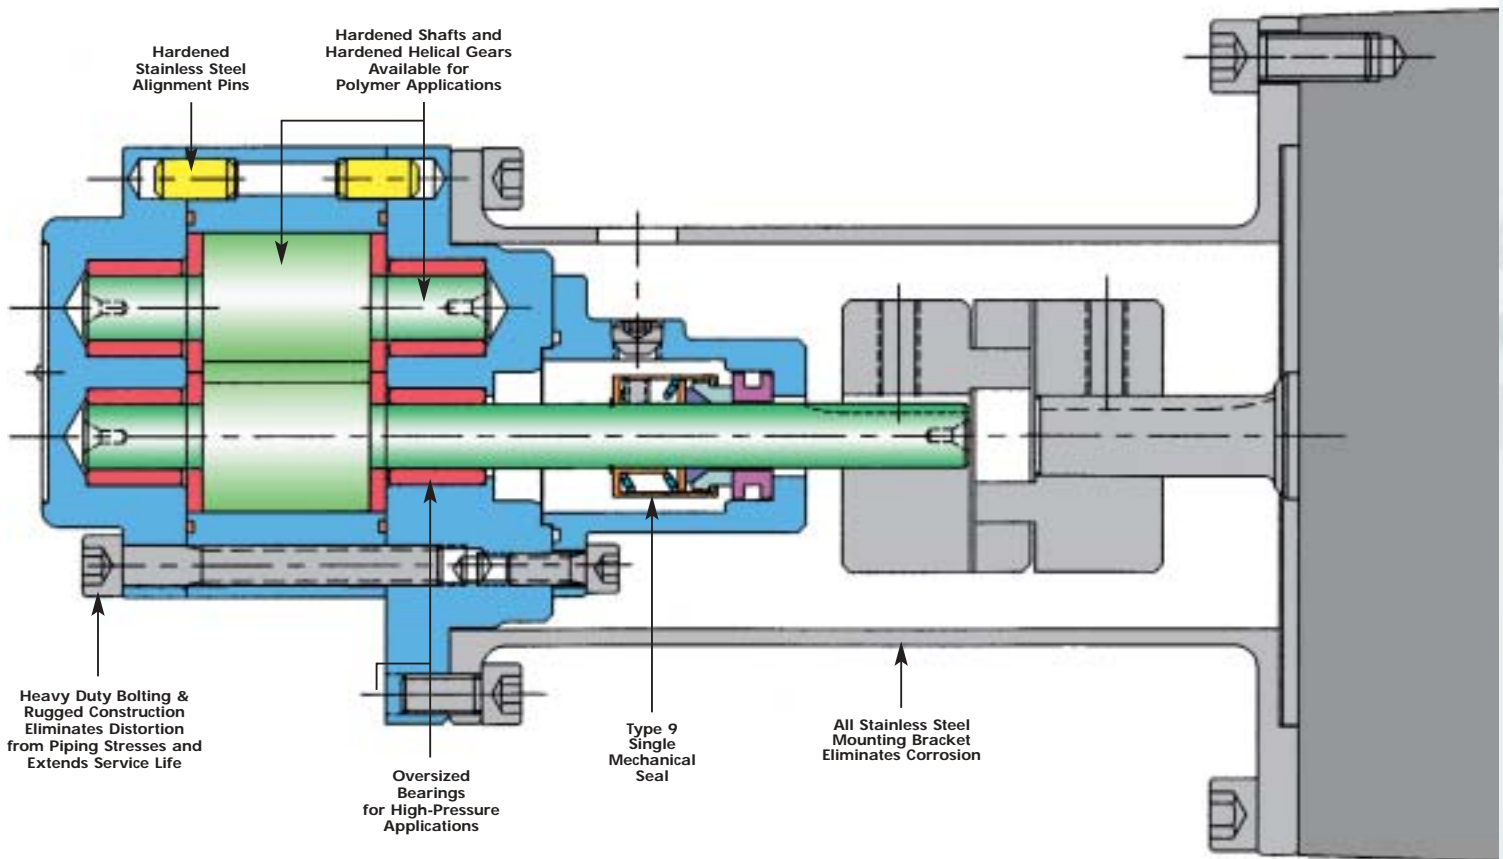 Hardened
Stainless Steel
Alignment Pins
Hardened Shafts and
Hardened Helical Gears
Available for
Polymer Applications
Heavy Duty Bolting &
Rugged Construction
Eliminates Distortion
from Piping Stresses and
Extends Service Life
Oversized
Bearings
for High-Pressure
Applications
Type 9
Single
Mechanical
Seal
All Stainless Steel
Mounting Bracket
Eliminates Corrosion